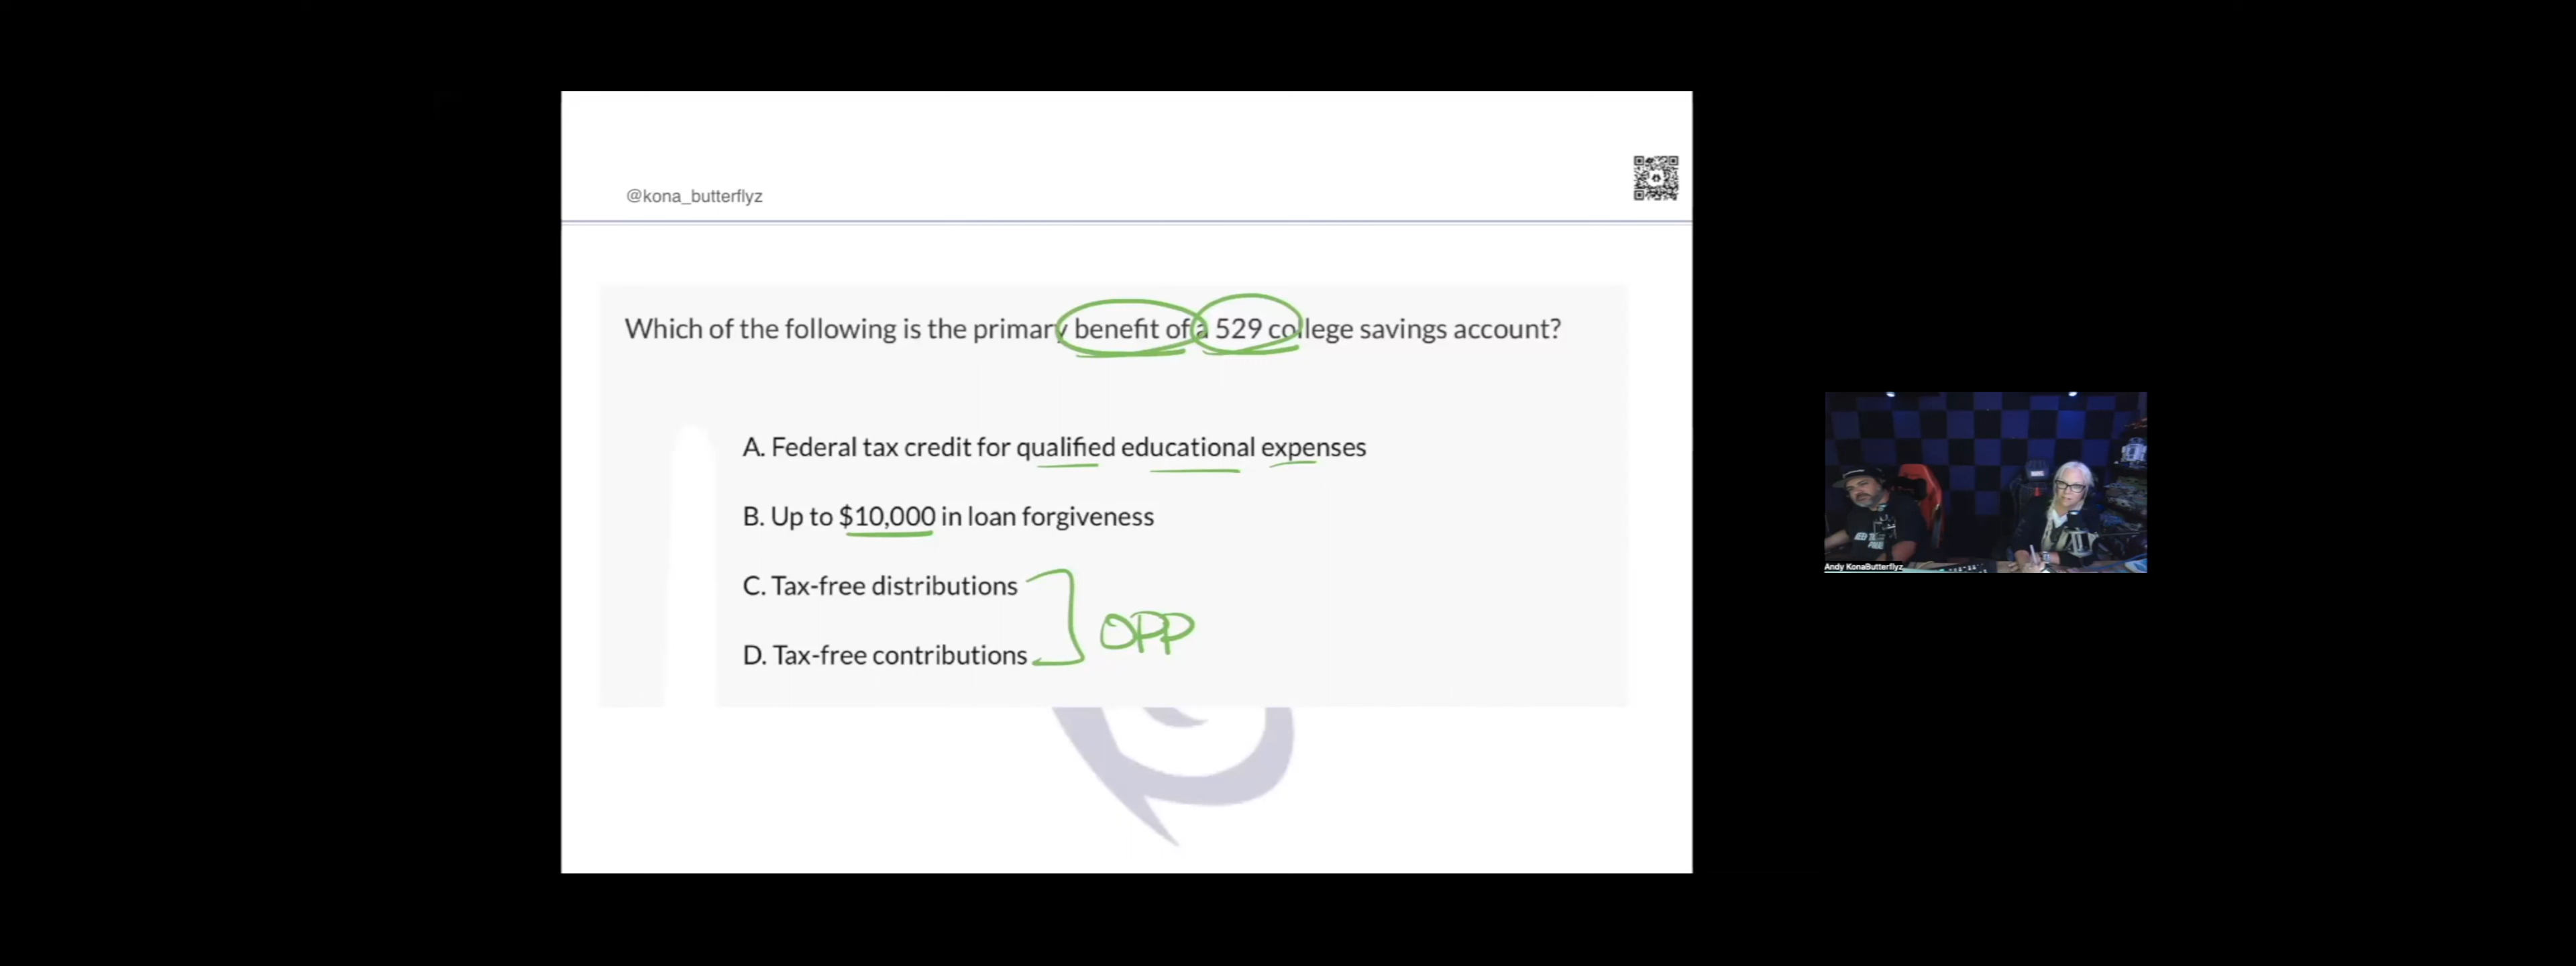 @kona_butterflyz
Which of the following is the primary benefit of a 529 college savings account?
A. Federal tax credit for qualified educational expenses
B. Up to $10,000 in loan forgiveness
C. Tax-free distributions
OPP
D. Tax-free contributions
Andy KonaButterflyz